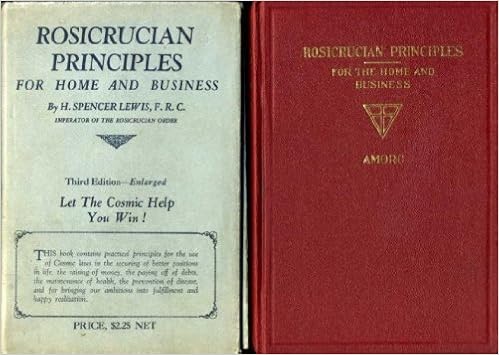 ROSICRUCIAN
PRINCIPLES
FOR HOME AND BUSINESS
By H. SPENCER LEWIS, F. R. C.
IMPERATOR OF THE ROSICRUCIAN ORDER
Third Edition—Enlarged
Let The Cosmic Help
You Win!
THIS book contains practical principles for the use
of Cosmic laws in the securing of better positions
in life, the raising of money, the paying off of debts,
the maintenance of health, the prevention of disease,
and for bringing our ambitions into fulfillment and
happy realization.
PRICE, $2.25 NET
ROSICRUCIAN PRINCIPLES
FOR THE HOME AND
BUSINESS
AMORC